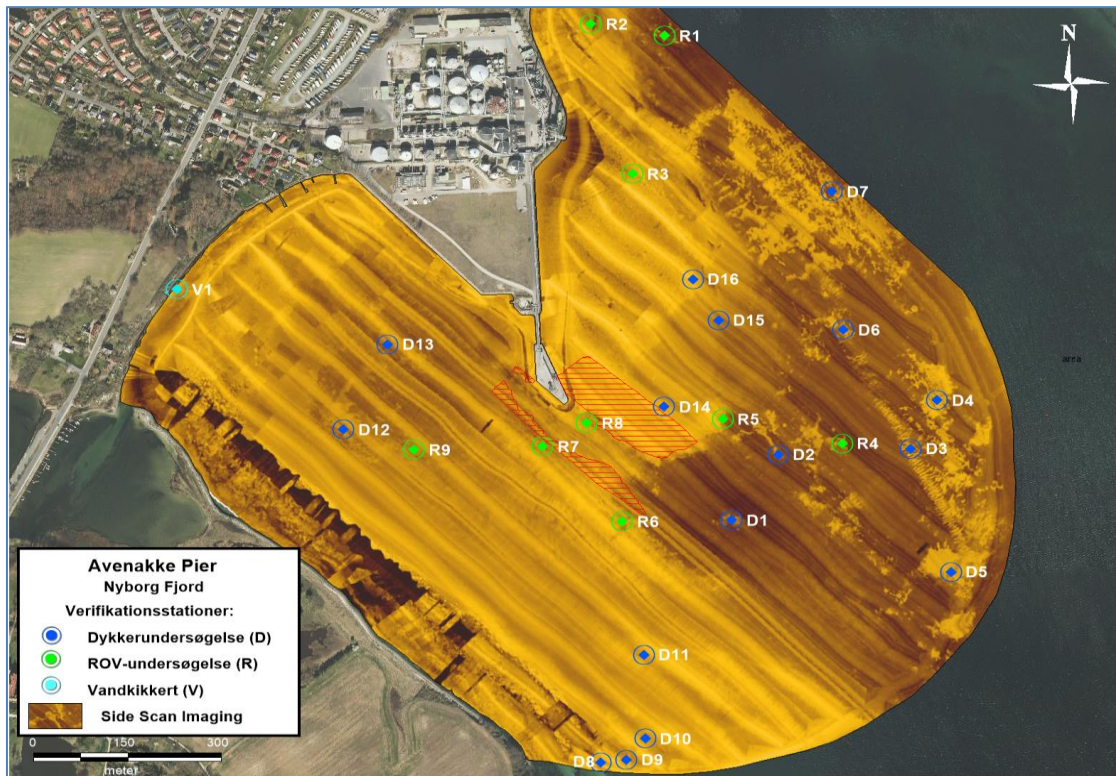 R2
R1
N
R3
D7
D16
V1
D15
D6
D13
area
D4
D14
R5
R8
D12
R4
R9
R7
D2
D3
D1
R6
D5
Avenakke Pier
Nyborg Fjord
Verifikationsstationer:
Dykkerundersøgelse (D)
ROV-undersøgelse (R)
Vandkikkert (V)
Side Scan Imaging
D11
D10
D9
D8
0 150 300
meter